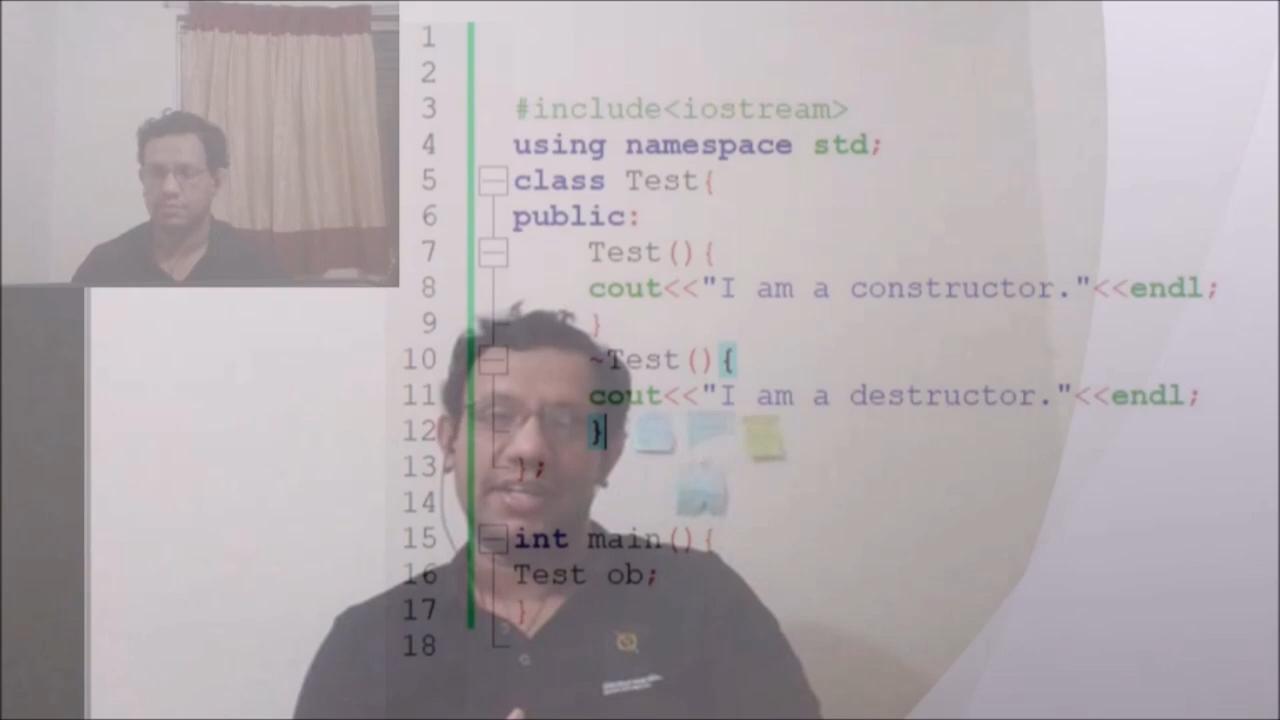 1
2
3 #include<iostream>
4 using namespace std;
5 class Test{
6 public:
7 Test(){
8 cout<<"I am a constructor."<<endl;
9 }
10 ~Test(){
11 cout<<"I am a destructor."<<endl;
12 }
13 };
14
15 int main(){
16 Test ob;
17 }
18